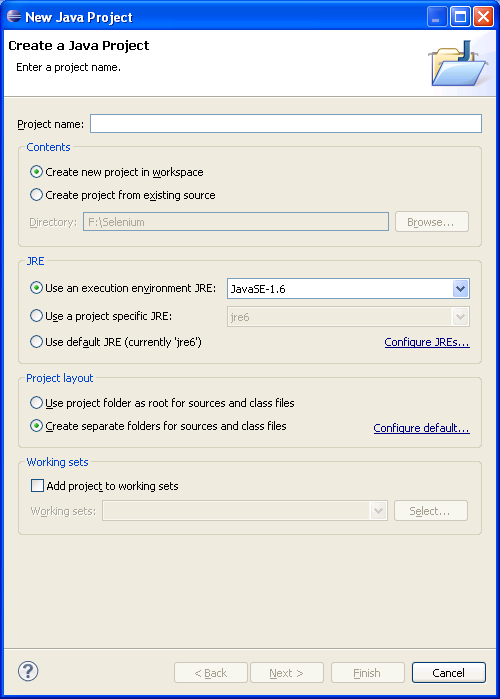 New Java Project
Create a Java Project
Enter a project name.
Project name:
Contents
Create new project in workspace
Create project from existing source
Directory: F:\Selenium Browse...
JRE
Use an execution environment JRE: JavaSE-1.6
Use a project specific JRE: jre6
Use default JRE (currently 'jre6') Configure JREs...
Project layout
Use project folder as root for sources and class files
Create separate folders for sources and class files Configure default...
Working sets
Add project to working sets
Working sets: Select...
? < Back Next > Finish Cancel